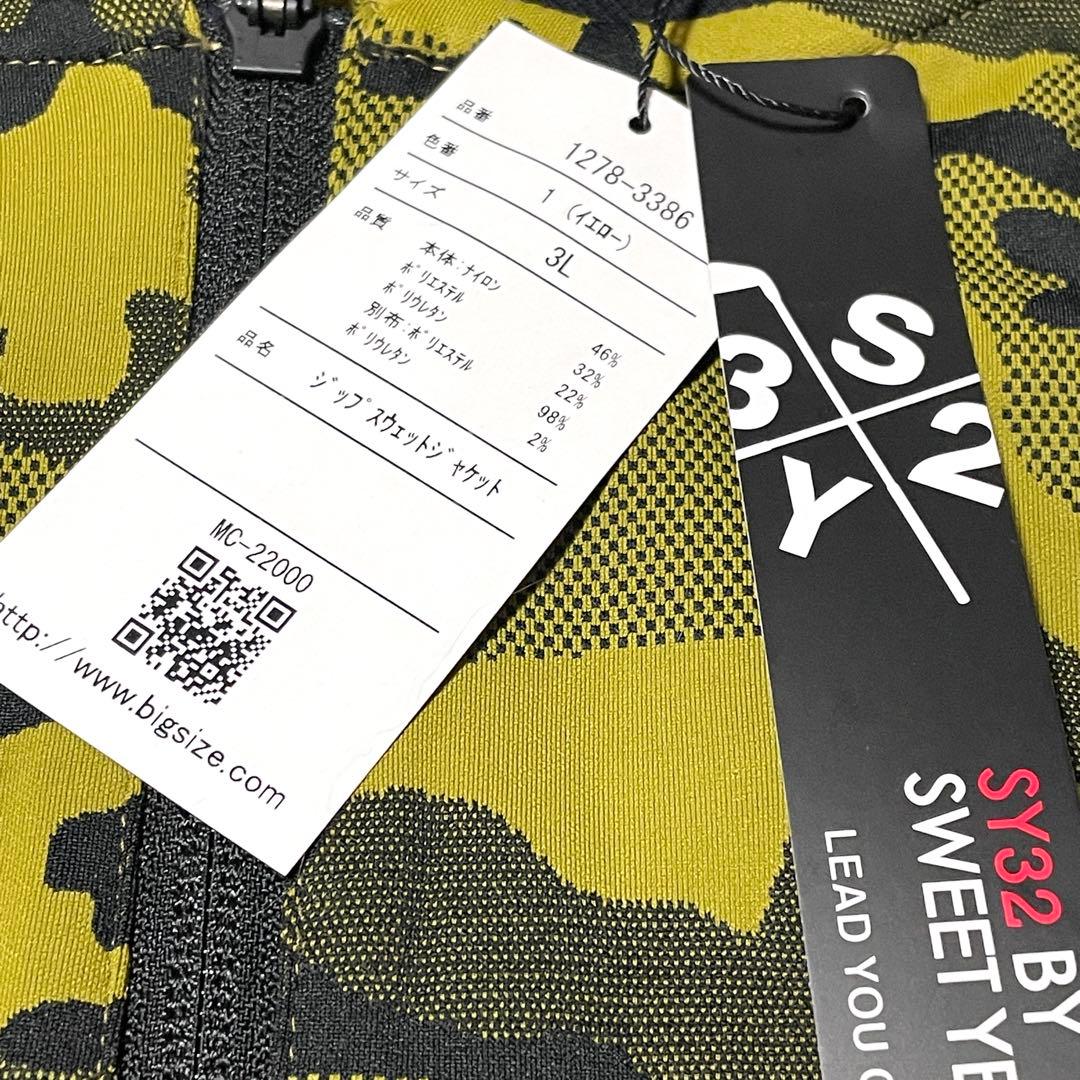 品番 1278-3386
色番 1 (ｲｴﾛｰ)
サイズ 3L
品質 本体:ﾅｲﾛﾝ 46%
ﾎﾟﾘｴｽﾃﾙ 32%
ﾎﾟﾘｳﾚﾀﾝ 22%
別布:ﾎﾟﾘｴｽﾃﾙ 98%
ﾎﾟﾘｳﾚﾀﾝ 2%
品名 ｼﾞｯﾌﾟｽｳｪｯﾄｼﾞｬｹｯﾄ
MC-22000
http://www.bigsize.com
S
3 2
Y
SY32 BY
SWEET YE
LEAD YOU